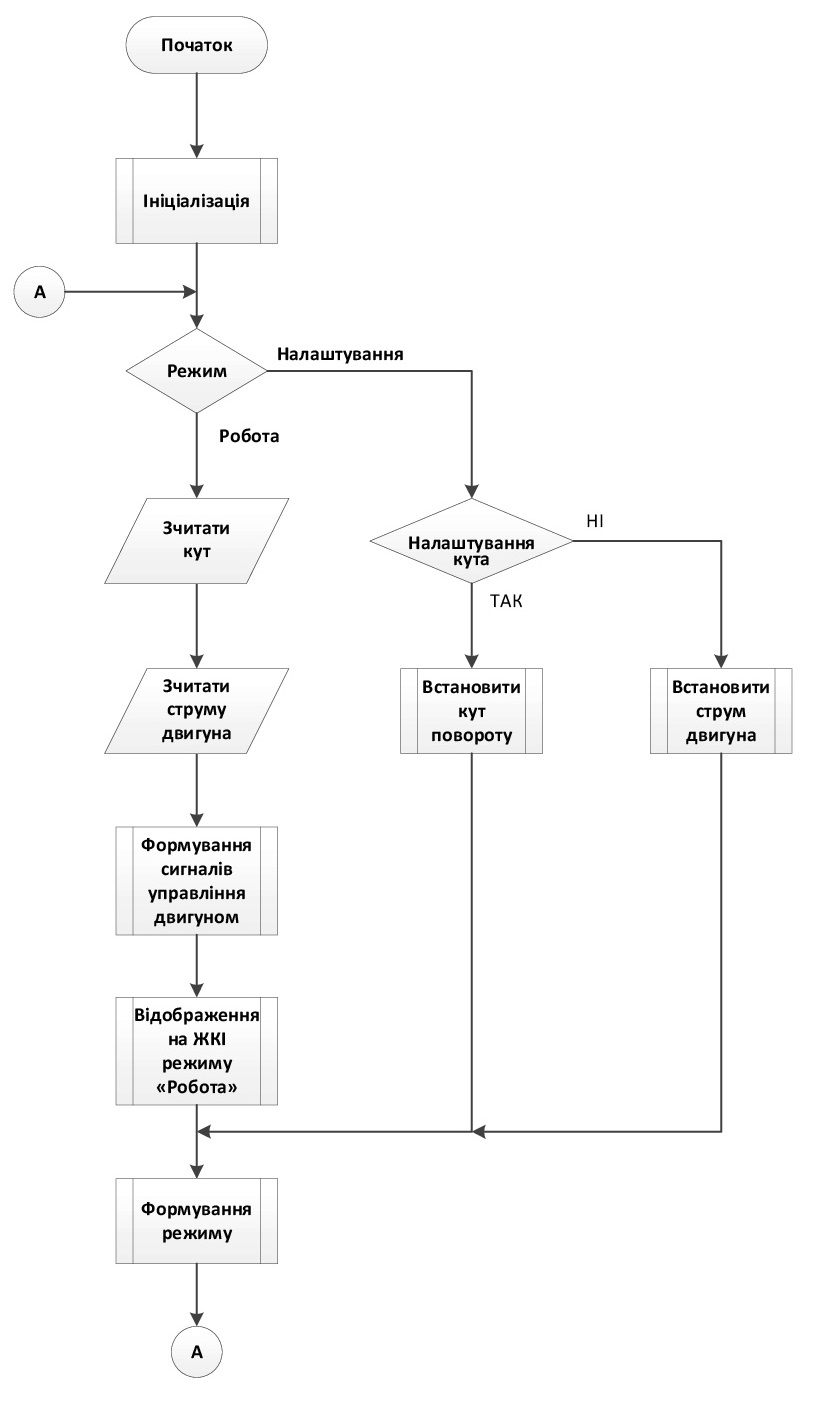 Початок
Ініціалізація
А
Режим
Налаштування
Робота
Зчитати
кут
Налаштування
кута
НІ
ТАК
Зчитати
струму
двигуна
Встановити
кут
повороту
Встановити
струм
двигуна
Формування
сигналів
управління
двигуном
Відображення
на ЖКІ
режиму
«Робота»
Формування
режиму
А